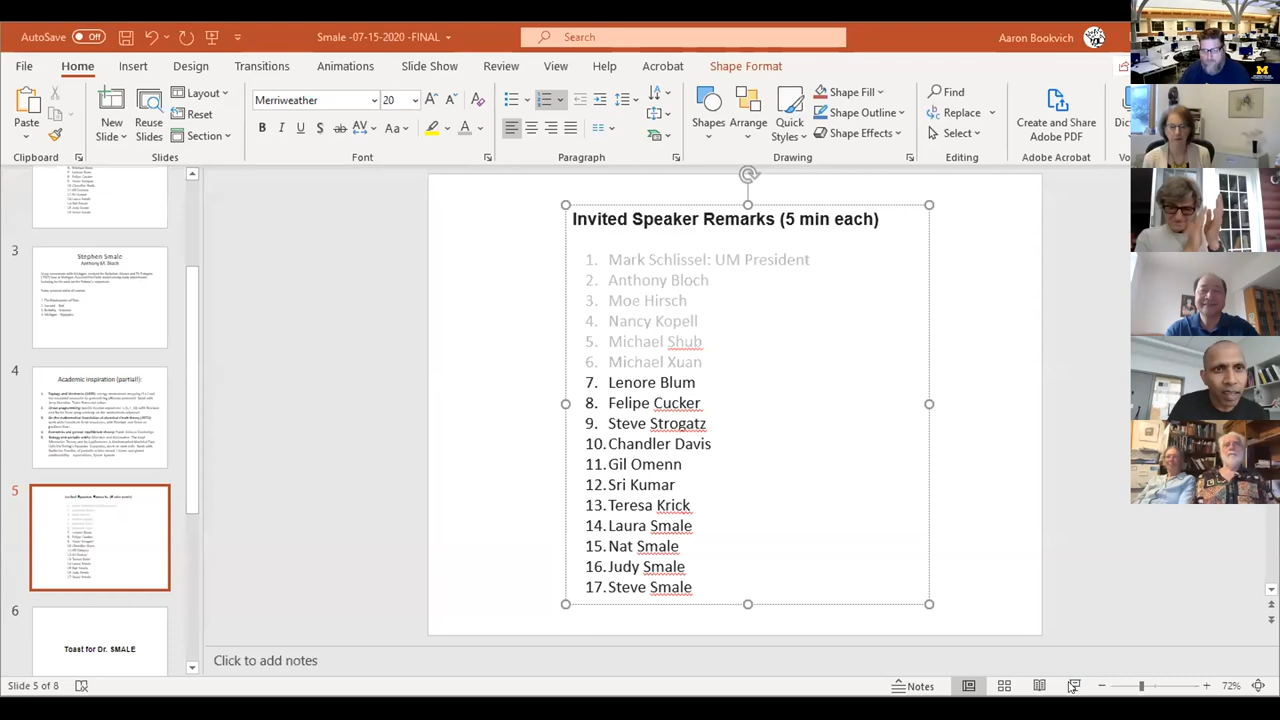 AutoSave Off
Smale -07-15-2020 -FINAL
Search
Aaron Bookvich
File Home Insert Design Transitions Animations Slide Sh View Help Acrobat Shape Format
Paste
Clipboard
New Slide
Reuse Slides
Layout
Reset
Section
Slides
Merriweather 20
Font
Paragraph
Shapes
Arrange
Quick Styles
Shape Fill
Shape Outline
Shape Effects
Drawing
Find
Replace
Select
Editing
Create and Share Adobe PDF
Adobe Acrobat
3
Stephen Smale
Anthony M. Bloch
4
Academic inspiration (partial!):
5
6
Toast for Dr. SMALE
Invited Speaker Remarks (5 min each)
1. Mark Schlissel: UM President
2. Anthony Bloch
3. Moe Hirsch
4. Nancy Kopell
5. Michael Shub
6. Michael Xuan
7. Lenore Blum
8. Felipe Cucker
9. Steve Strogatz
10. Chandler Davis
11. Gil Omenn
12. Sri Kumar
13. Teresa Krick
14. Laura Smale
15. Nat Smale
16. Judy Smale
17. Steve Smale
Click to add notes
Slide 5 of 8
Notes
72%